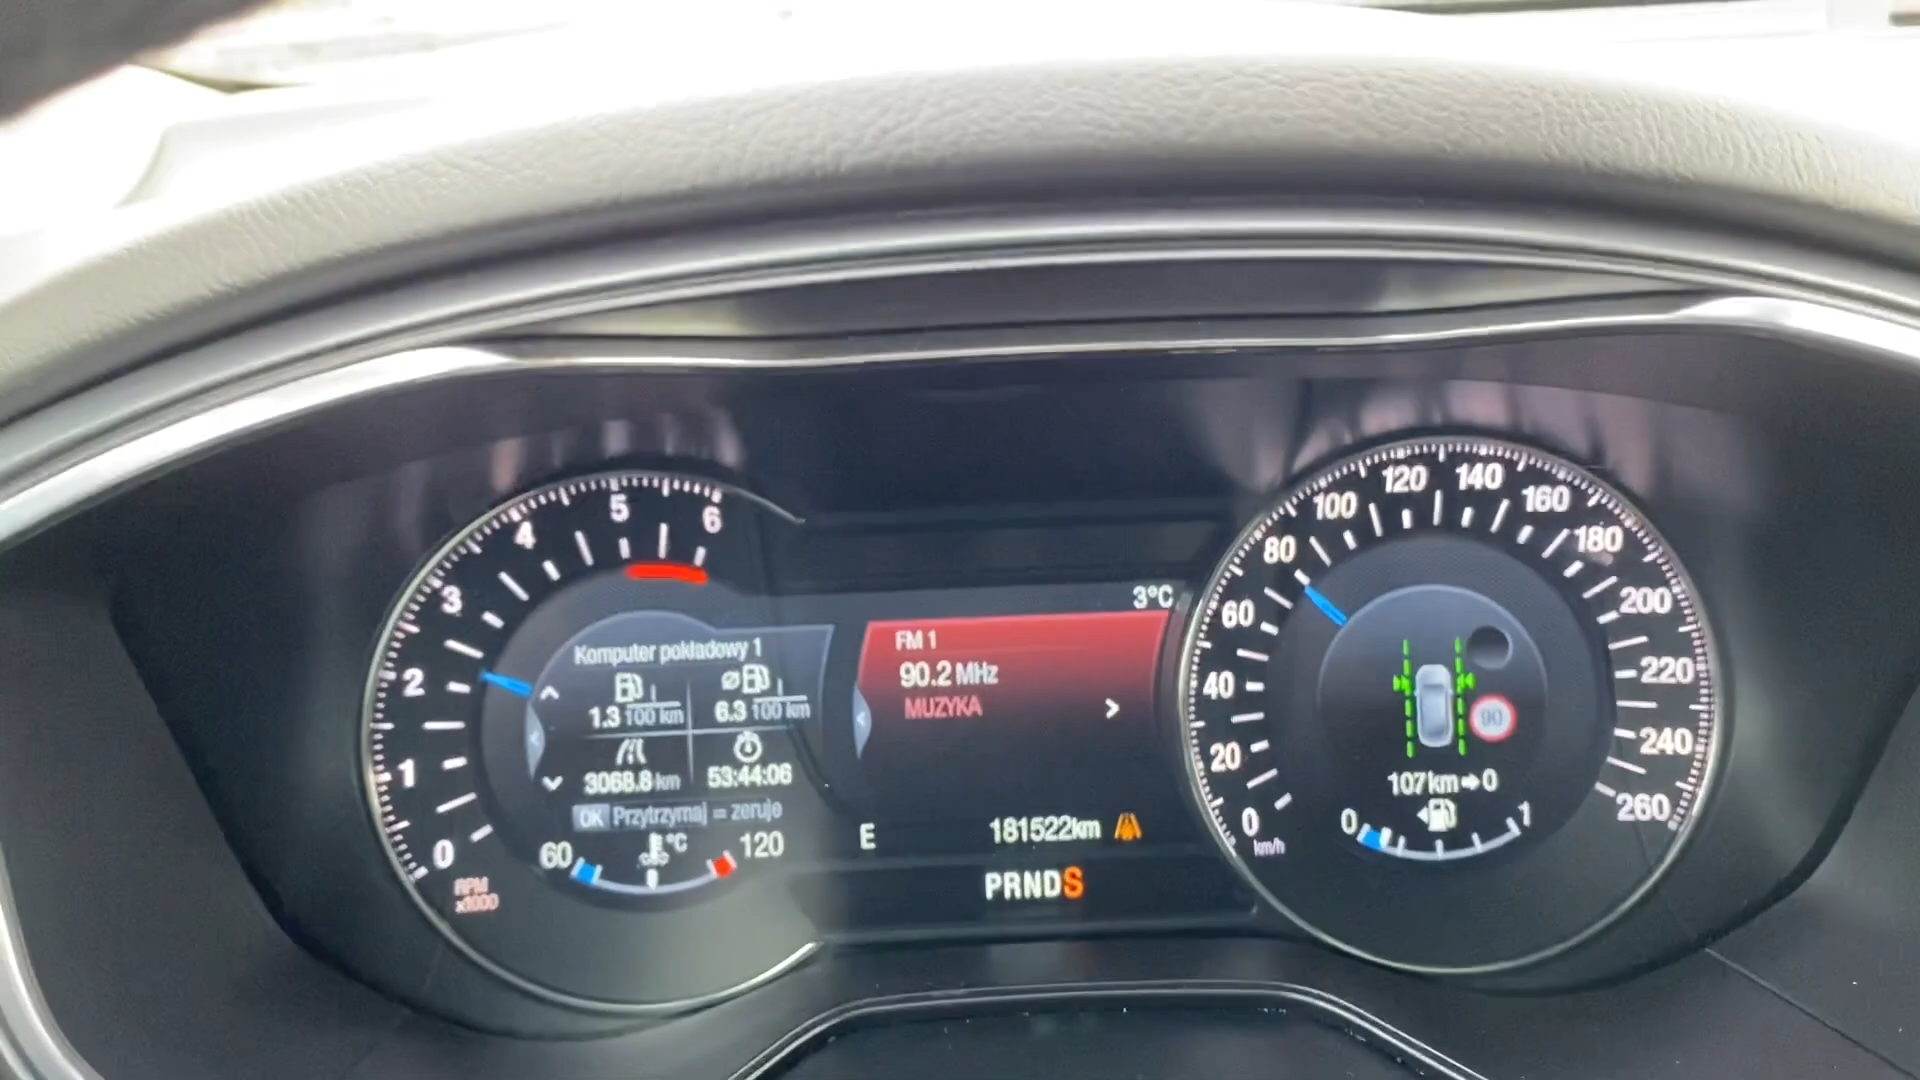 0 1 2 3 4 5 6
RPM
x1000
Komputer pokładowy 1
1.3 100 km
6.3 100 km
3068.8 km
53:44:06
OK Przytrzymaj = zeruje
60 °C 120
3°C
FM 1
90.2 MHz
MUZYKA
E 181522km
PRNDS
0 20 40 60 80 100 120 140 160 180 200 220 240 260
km/h
90
107km→0
0 1